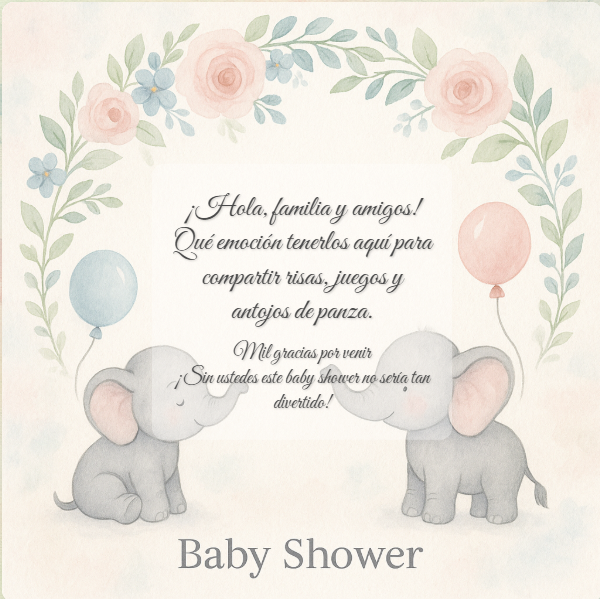 ¡Hola, familia y amigos!
Qué emoción tenerlos aquí para
compartir risas, juegos y
antojos de panza.
Mil gracias por venir
¡Sin ustedes este baby shower no sería tan
divertido!
Baby Shower